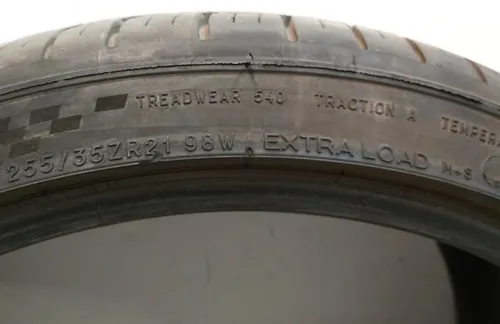 TREADWEAR 540 TRACTION A TEMPERA
255/35ZR21 98W EXTRA LOAD M+S